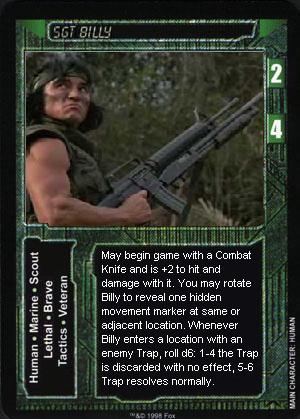 SGT BILLY
2
4
Human • Marine • Scout
Lethal • Brave
Tactics • Veteran
May begin game with a Combat
Knife and is +2 to hit and
damage with it. You may rotate
Billy to reveal one hidden
movement marker at same or
adjacent location. Whenever
Billy enters a location with an
enemy Trap, roll d6: 1-4 the Trap
is discarded with no effect, 5-6
Trap resolves normally.
MAIN CHARACTER: HUMAN
™&© 1998 Fox